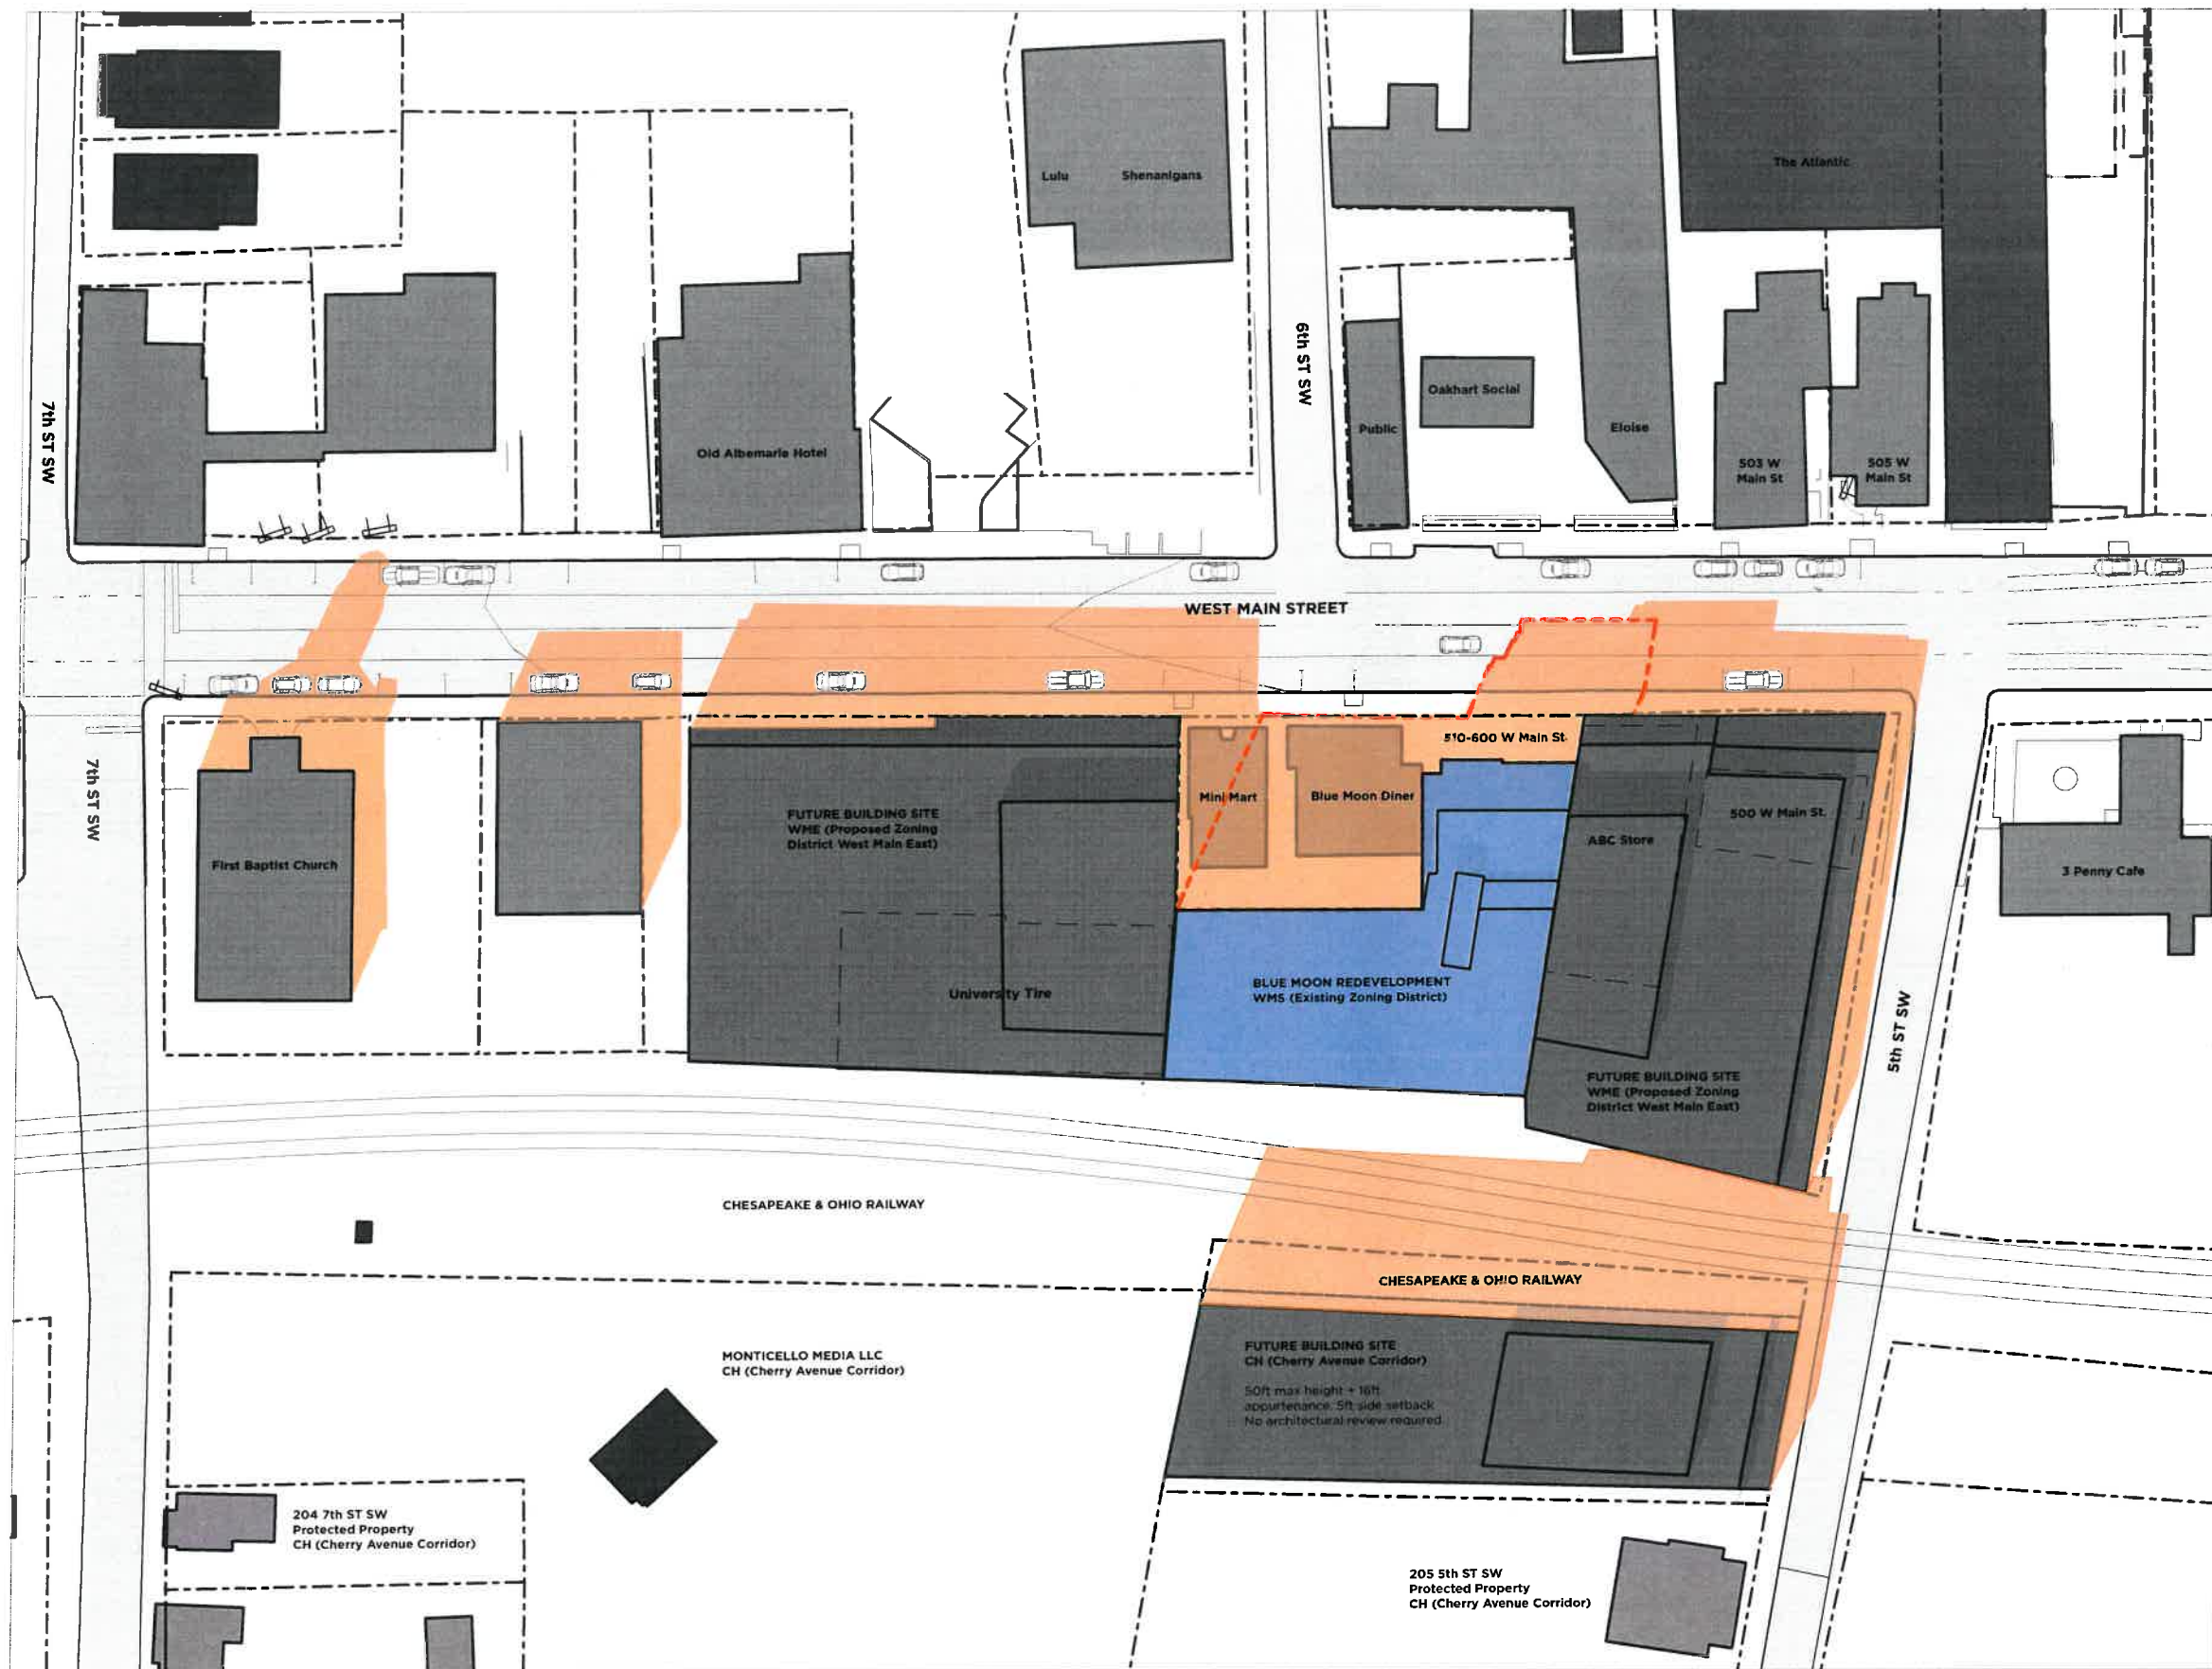 The Atlantic
Lulu
Shenanigans
6th ST SW
Oakhart Social
7th ST SW
Public
Eloise
Old Albemarle Hotel
503 W
Main St
505 W
Main St
WEST MAIN STREET
510-600 W Main St.
7th ST SW
Mini Mart
Blue Moon Diner
FUTURE BUILDING SITE
WME (Proposed Zoning
District West Main East)
500 W Main St.
ABC Store
First Baptist Church
3 Penny Cafe
University Tire
BLUE MOON REDEVELOPMENT
WMS (Existing Zoning District)
5th ST SW
FUTURE BUILDING SITE
WME (Proposed Zoning
District West Main East)
CHESAPEAKE & OHIO RAILWAY
CHESAPEAKE & OHIO RAILWAY
FUTURE BUILDING SITE
CH (Cherry Avenue Corridor)
50ft max height + 16ft
appurtenance. 5ft side setback
No architectural review required
MONTICELLO MEDIA LLC
CH (Cherry Avenue Corridor)
204 7th ST SW
Protected Property
CH (Cherry Avenue Corridor)
205 5th ST SW
Protected Property
CH (Cherry Avenue Corridor)